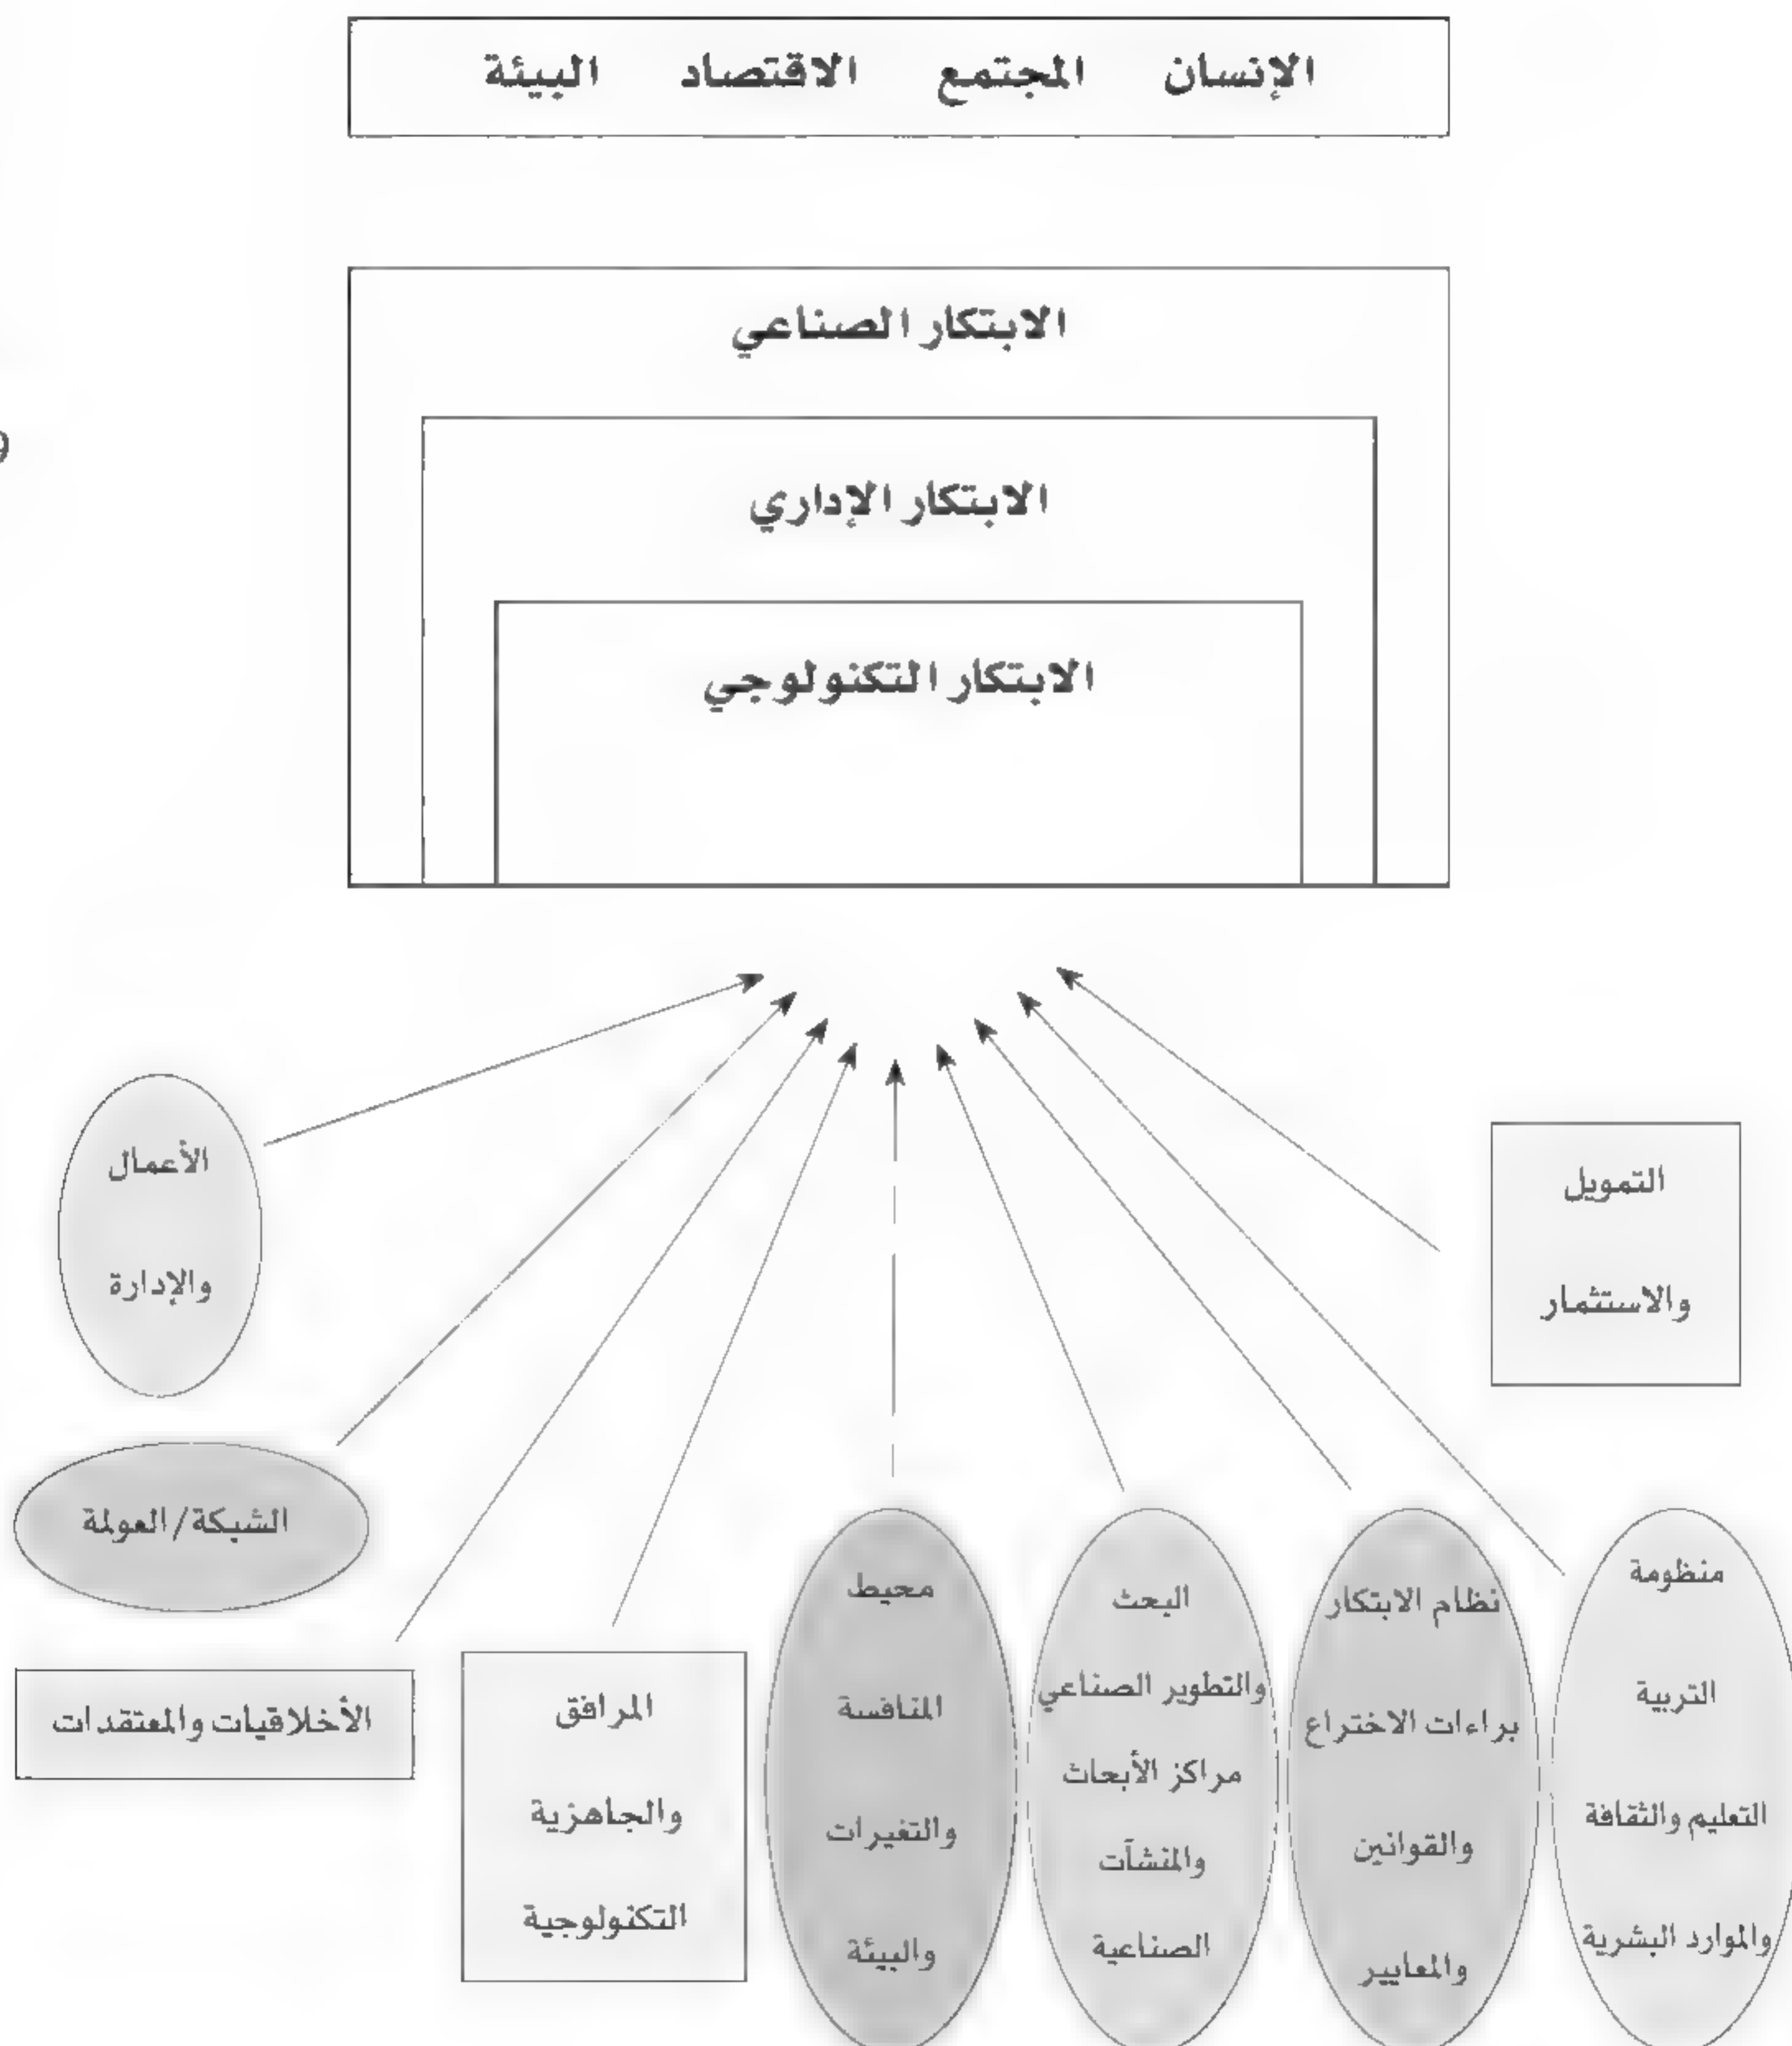 الإنسان المجتمع الاقتصاد البيئة
الابتكار الصناعي
الابتكار الإداري
الابتكار التكنولوجي
التمويل
والاستثمار
منظومة
التربية
التعليم والثقافة
والموارد البشرية
نظام الابتكار
براءات الاختراع
والقوانين
والمعايير
البحث
والتطوير الصناعي
مراكز الأبحاث
والمنشآت
الصناعية
محيط
المنافسة
والتغيرات
والبيئة
المرافق
والجاهزية
التكنولوجية
الأخلاقيات والمعتقدات
الشبكة/العولمة
الأعمال
والإدارة